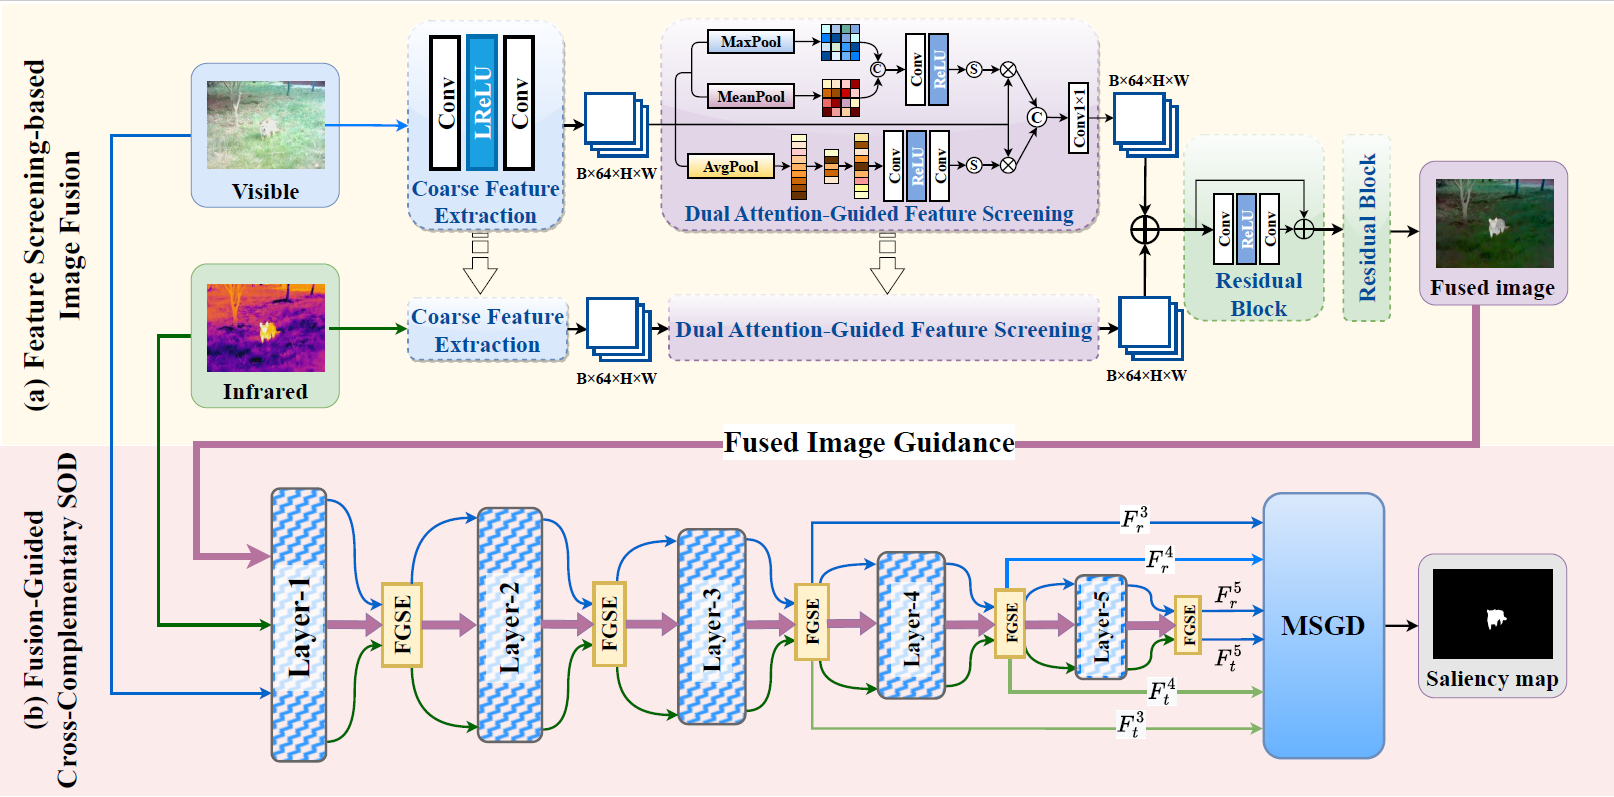 (a) Feature Screening-based
Image Fusion
Visible
Conv
LReLU
Conv
Coarse Feature
Extraction
B×64×H×W
MaxPool
MeanPool
C
Conv
ReLU
S
AvgPool
Conv
ReLU
Conv
S
C
Conv1×1
Dual Attention-Guided Feature Screening
B×64×H×W
Conv
ReLU
Conv
Residual
Block
Residual Block
Fused image
Infrared
Coarse Feature
Extraction
B×64×H×W
Dual Attention-Guided Feature Screening
B×64×H×W
Fused Image Guidance
(b) Fusion-Guided
Cross-Complementary SOD
Layer-1
FGSE
Layer-2
FGSE
Layer-3
FGSE
Layer-4
FGSE
Layer-5
FGSE
F_r^3
F_r^4
F_r^5
F_t^5
F_t^4
F_t^3
MSGD
Saliency map